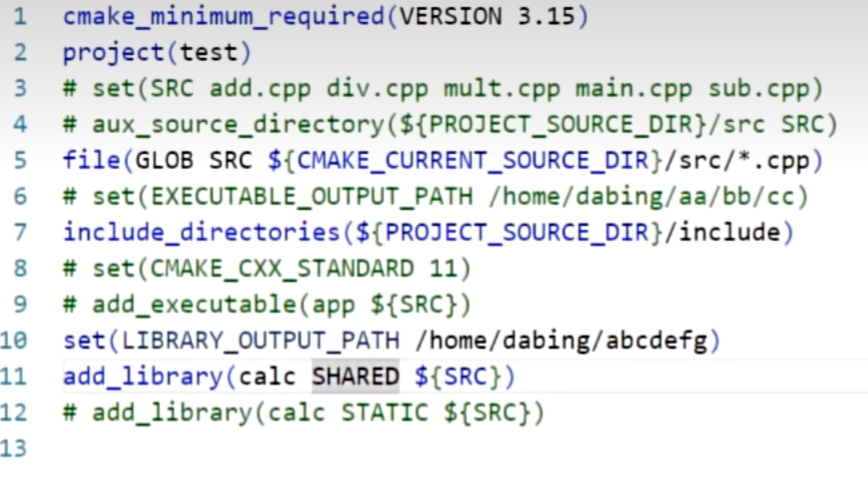 1 cmake_minimum_required(VERSION 3.15)
2 project(test)
3 # set(SRC add.cpp div.cpp mult.cpp main.cpp sub.cpp)
4 # aux_source_directory(${PROJECT_SOURCE_DIR}/src SRC)
5 file(GLOB SRC ${CMAKE_CURRENT_SOURCE_DIR}/src/*.cpp)
6 # set(EXECUTABLE_OUTPUT_PATH /home/dabing/aa/bb/cc)
7 include_directories(${PROJECT_SOURCE_DIR}/include)
8 # set(CMAKE_CXX_STANDARD 11)
9 # add_executable(app ${SRC})
10 set(LIBRARY_OUTPUT_PATH /home/dabing/abcdefg)
11 add_library(calc SHARED ${SRC})
12 # add_library(calc STATIC ${SRC})
13